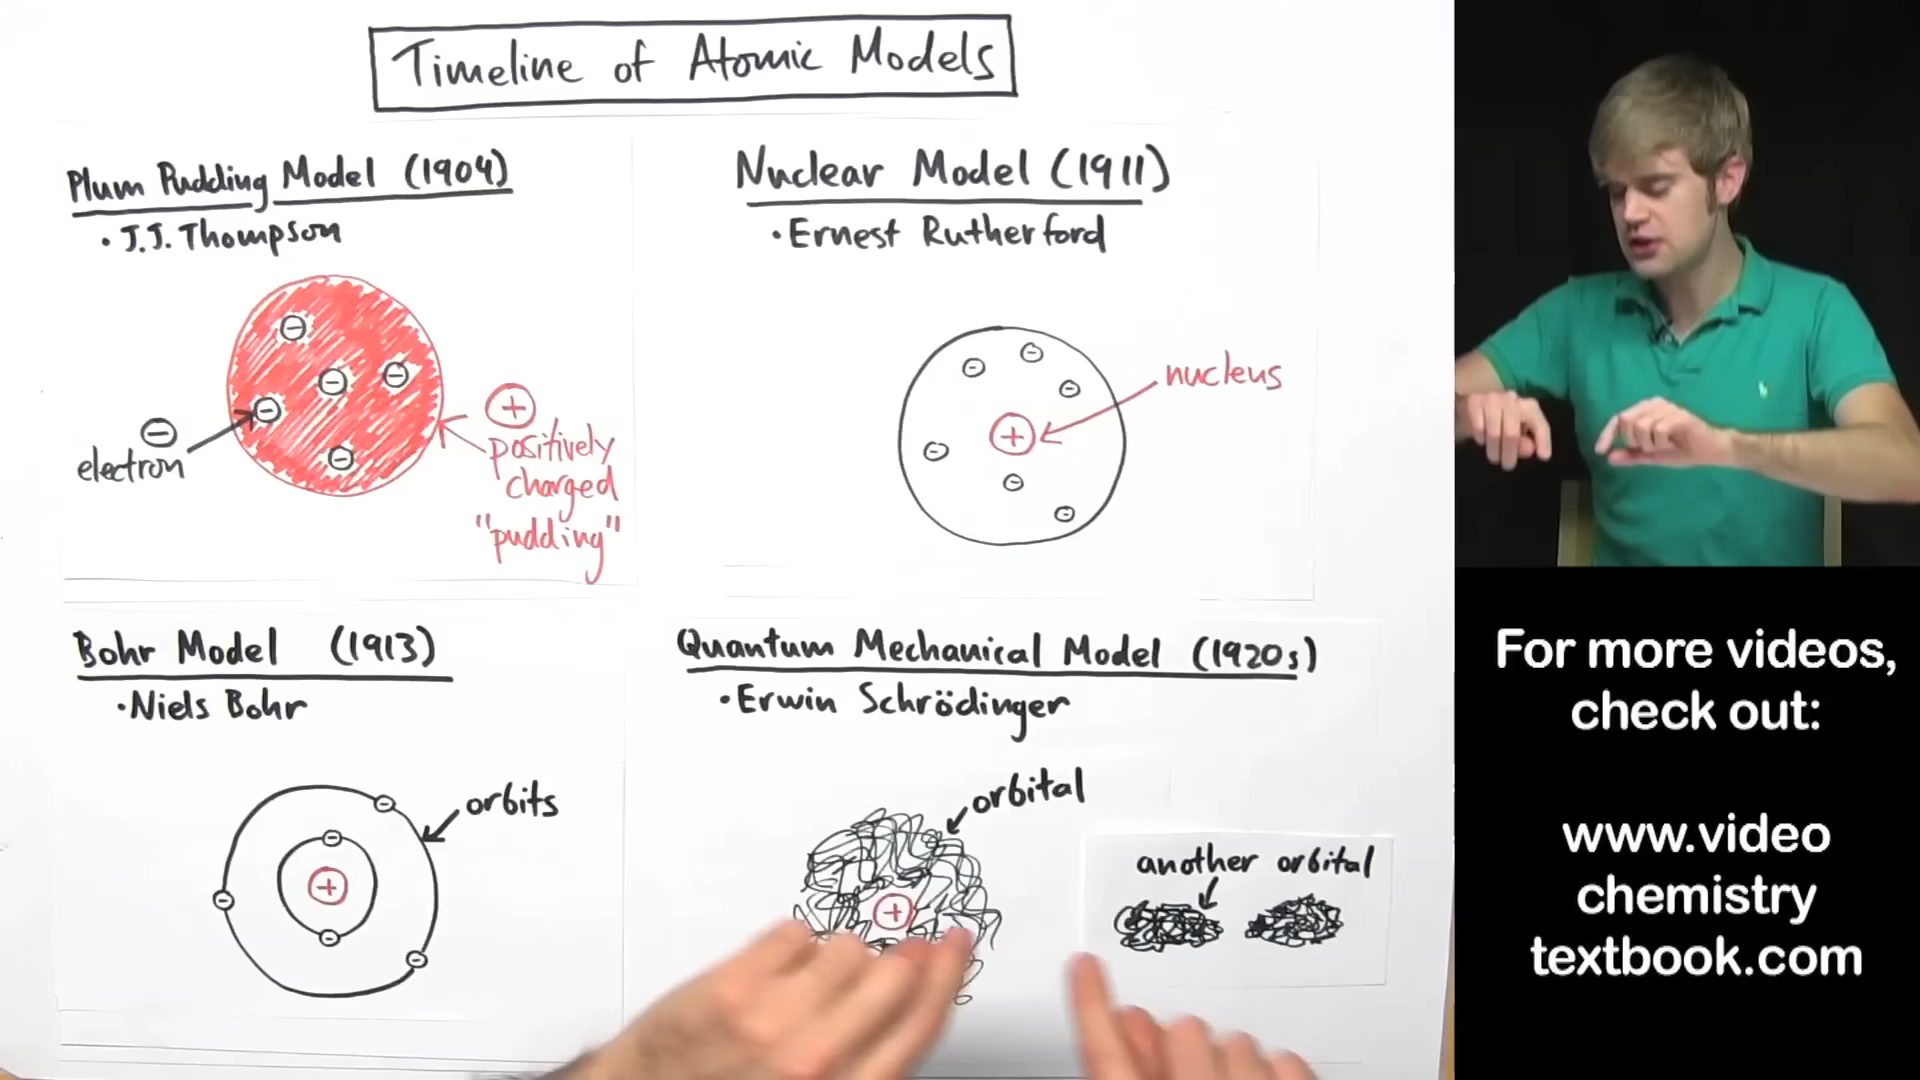 Timeline of Atomic Models
Plum Pudding Model (1904)
• J.J. Thompson
⊖
electron
⊕
positively
charged
"pudding"
Nuclear Model (1911)
• Ernest Rutherford
nucleus
Bohr Model (1913)
• Niels Bohr
orbits
Quantum Mechanical Model (1920s)
• Erwin Schrödinger
orbital
another orbital
For more videos,
check out:
www.video
chemistry
textbook.com